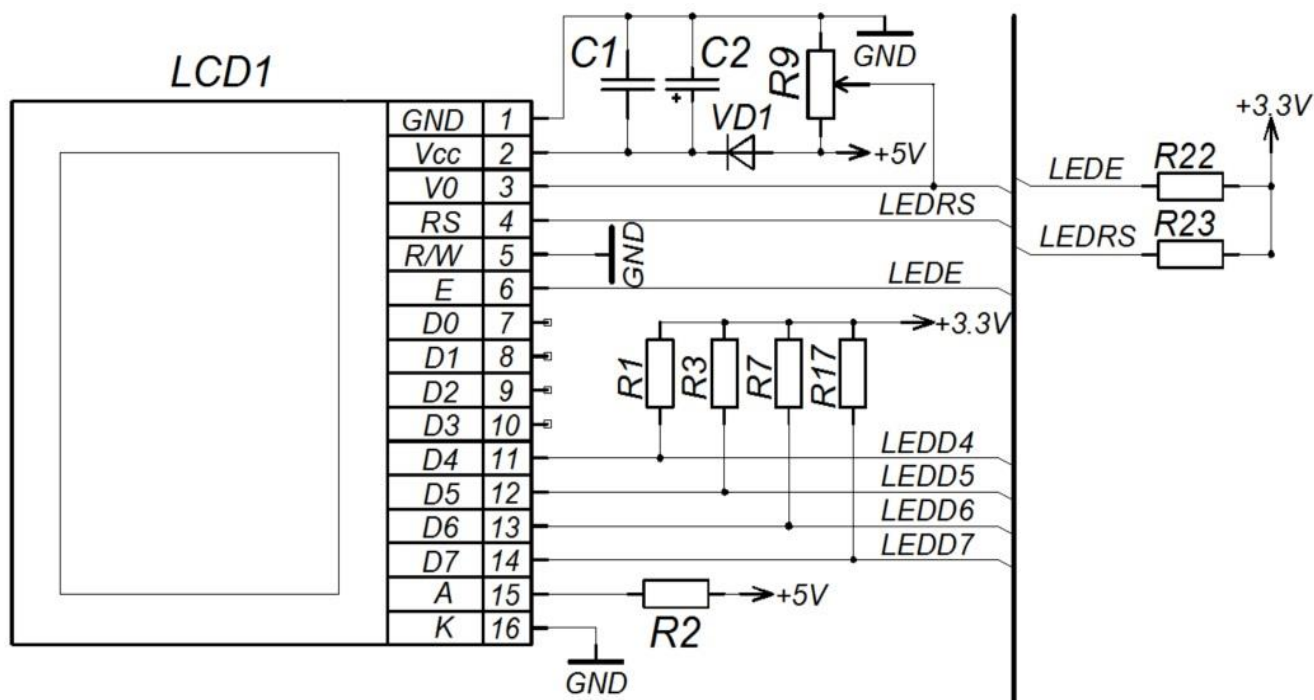 LCD1
C1
C2
R9
GND
+3.3V
VD1
+5V
GND 1
Vcc 2
V0 3
RS 4
R/W 5
E 6
D0 7
D1 8
D2 9
D3 10
D4 11
D5 12
D6 13
D7 14
A 15
K 16
LEDRS
GND
LEDE
LEDE
R22
LEDRS
R23
+3.3V
R1
R3
R7
R17
LEDD4
LEDD5
LEDD6
LEDD7
+5V
R2
GND